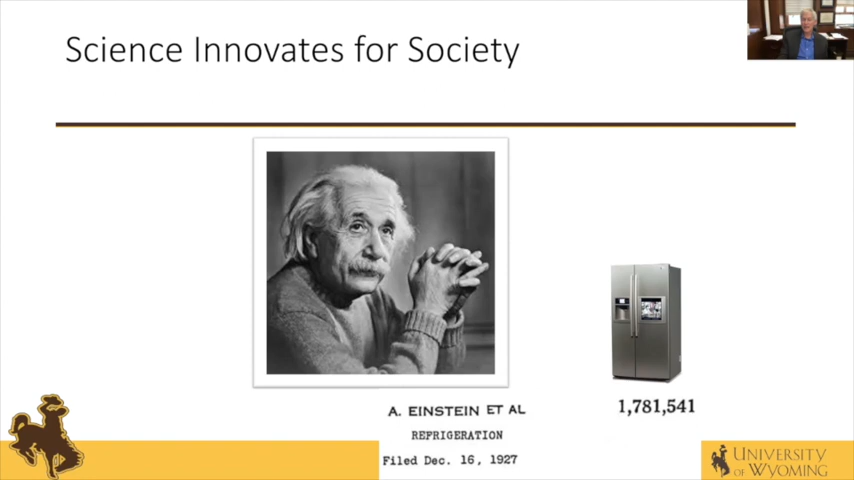 Science Innovates for Society
A. EINSTEIN ET AL
REFRIGERATION
Filed Dec. 16, 1927
1,781,541
UNIVERSITY
OF WYOMING